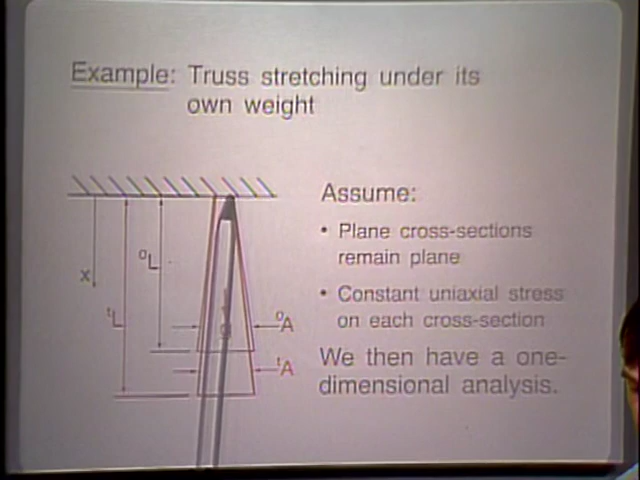 Example: Truss stretching under its
own weight
Assume:
• Plane cross-sections
remain plane
• Constant uniaxial stress
on each cross-section
We then have a one-
dimensional analysis.
x
⁰L
ᵗL
⁰A
ᵗA